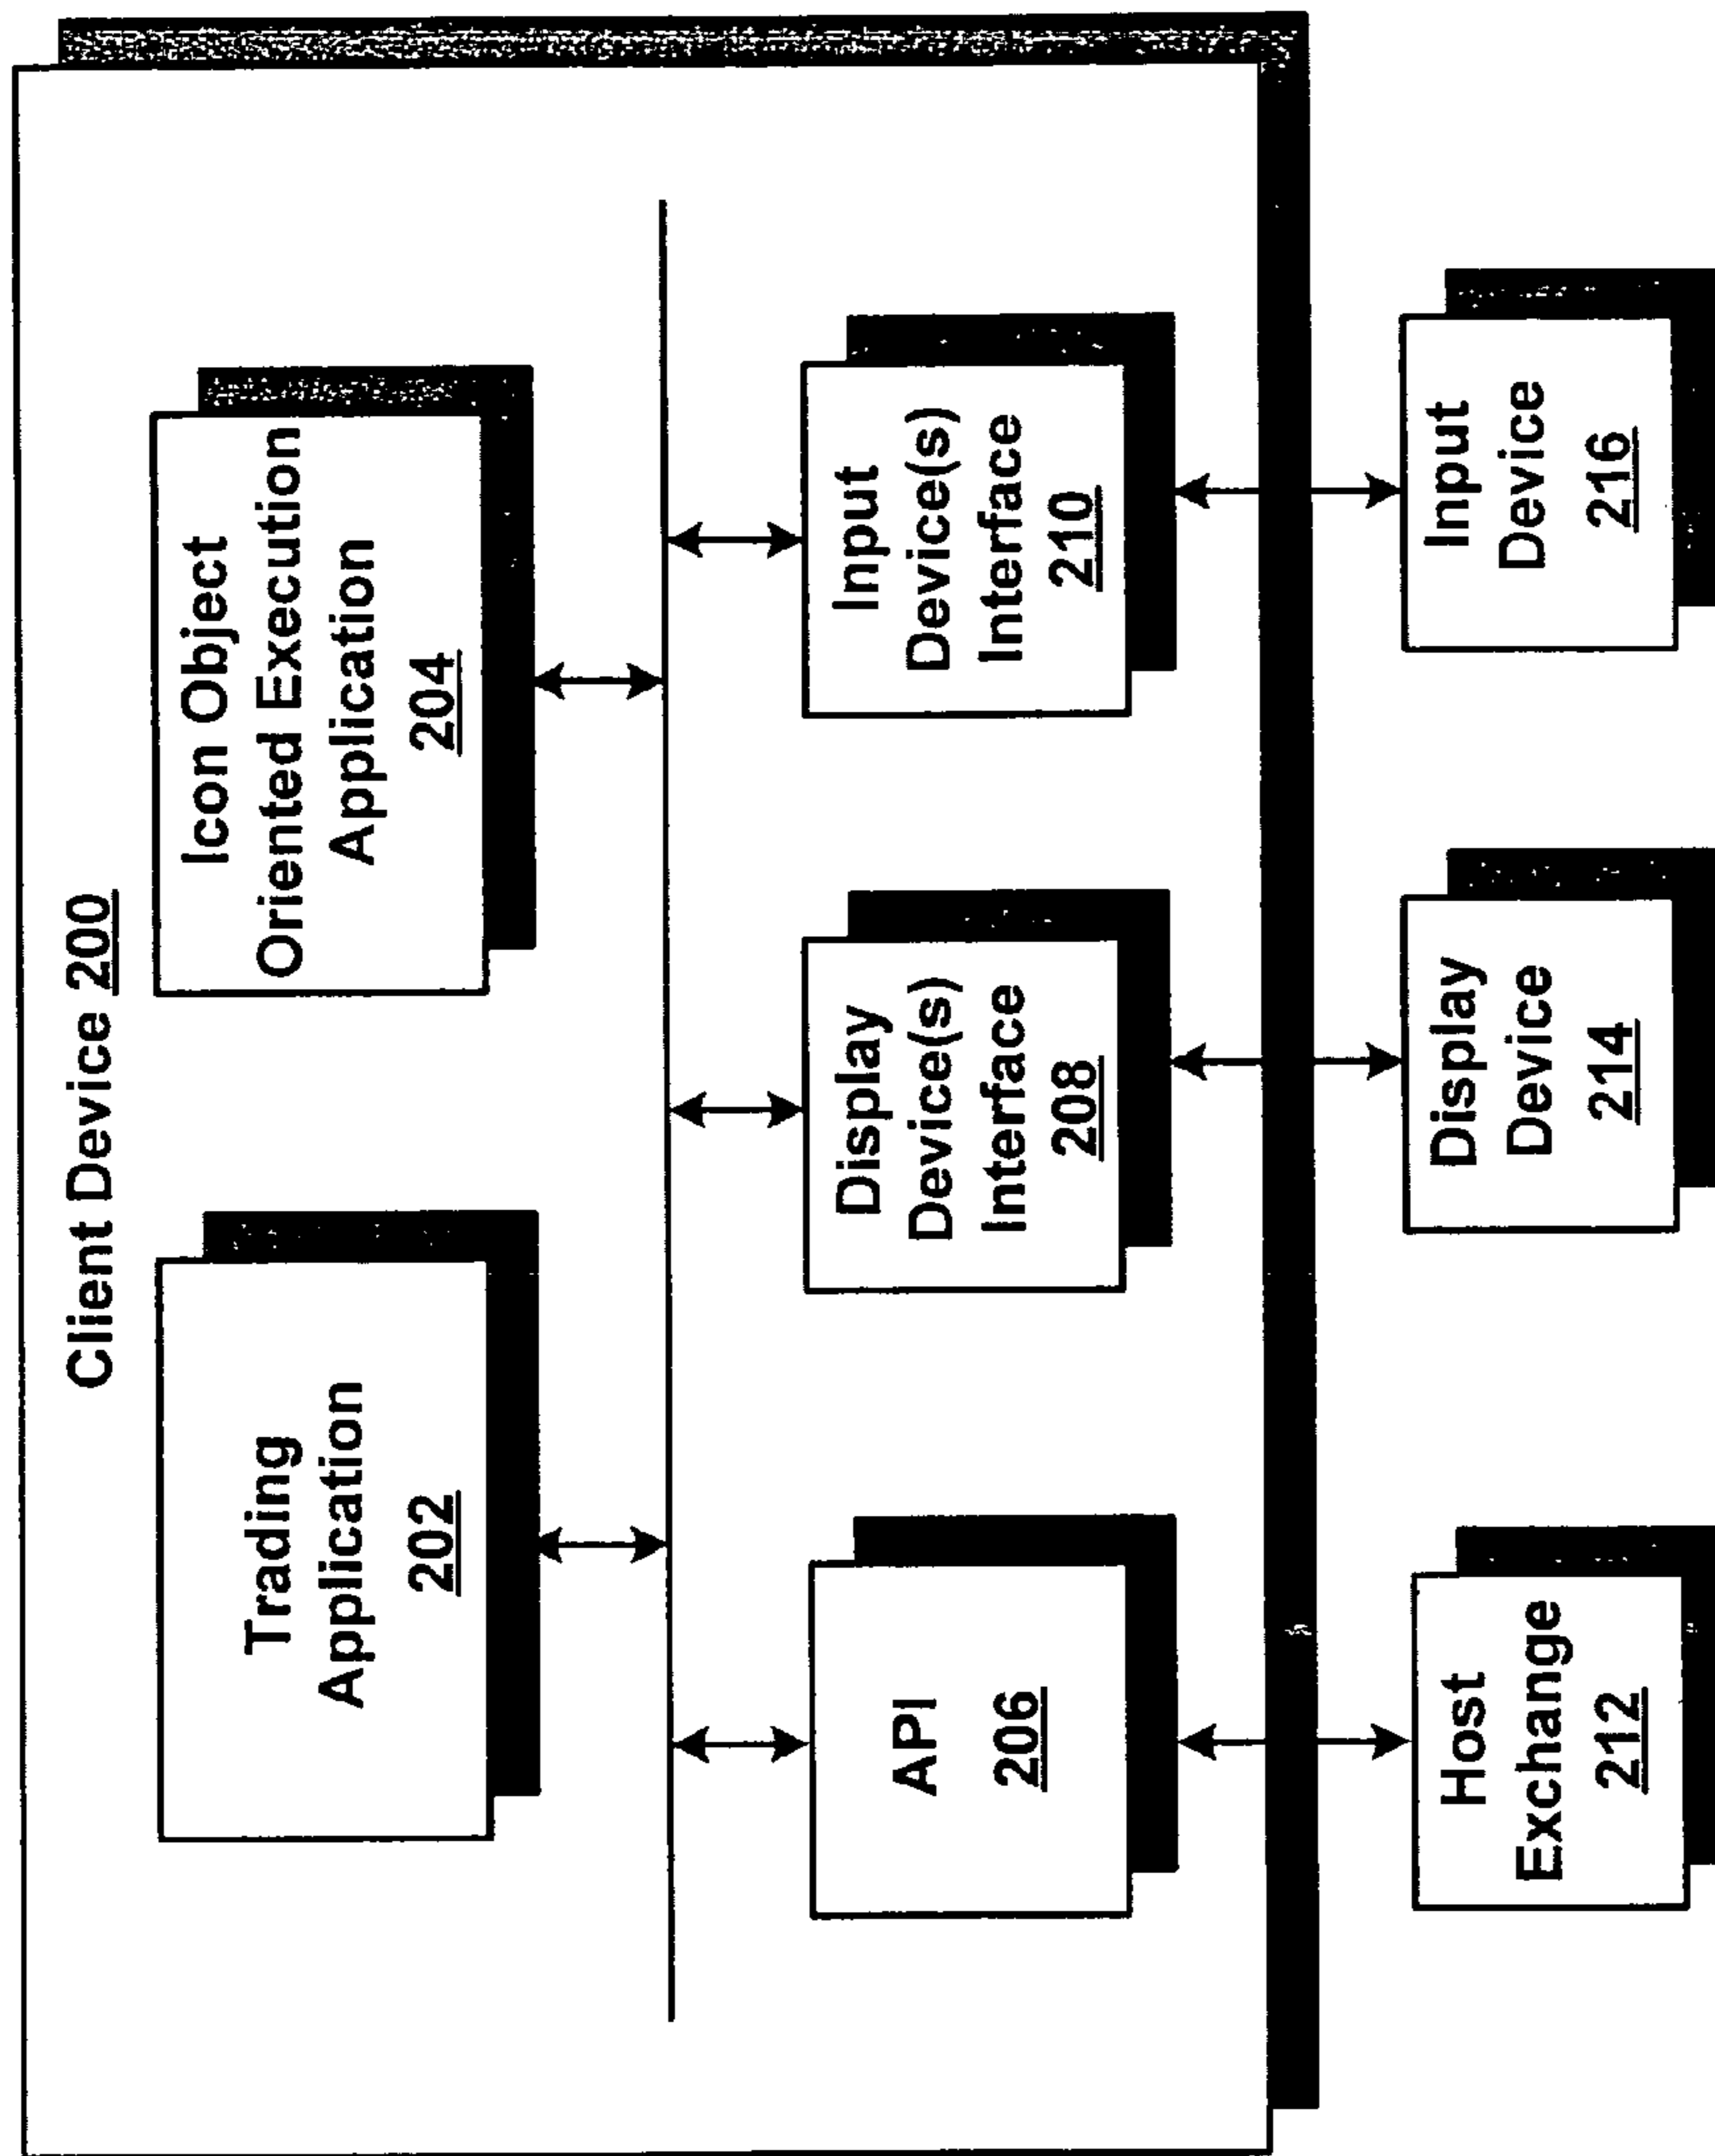 Client Device 200
Trading
Application
202
Icon Object
Oriented Execution
Application
204
API
206
Display
Device(s)
Interface
208
Input
Device(s)
Interface
210
Host
Exchange
212
Display
Device
214
Input
Device
216